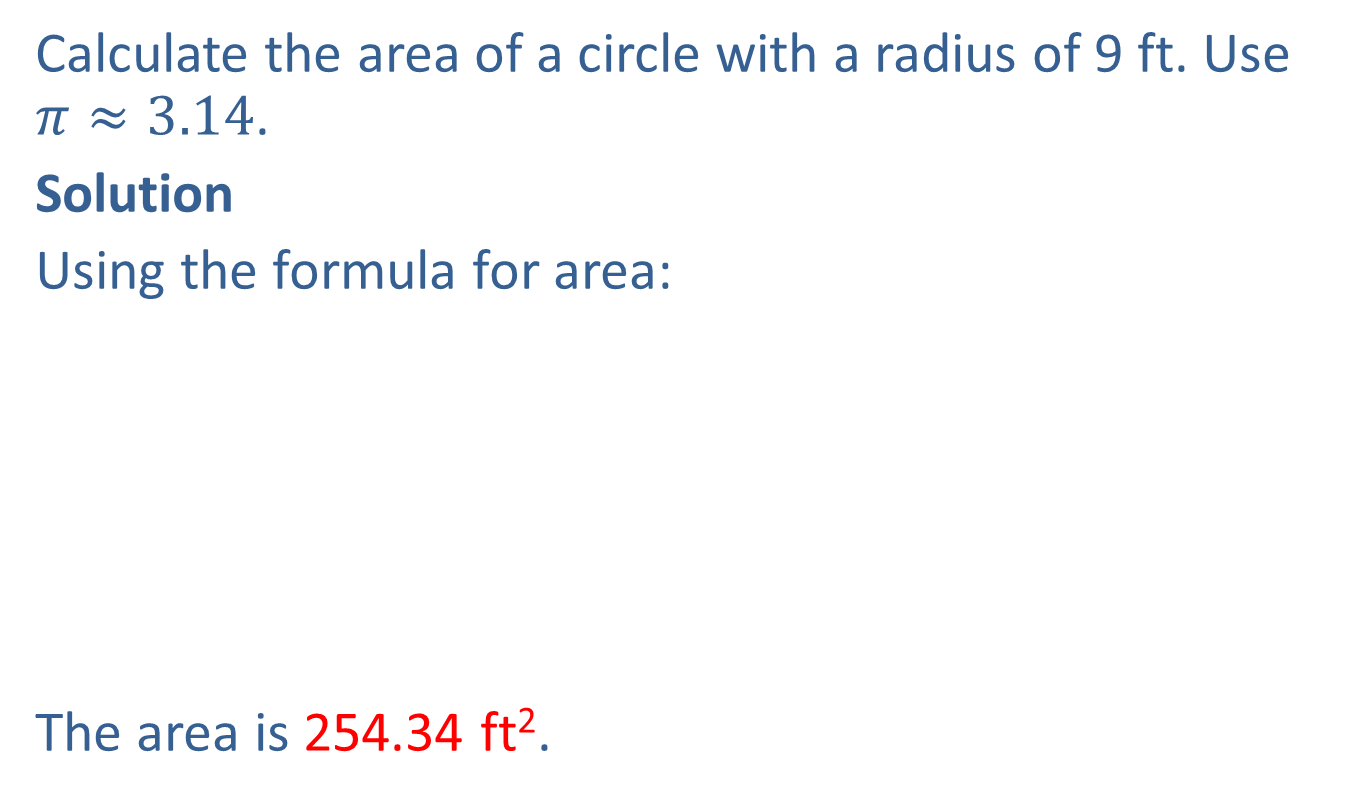 Calculate the area of a circle with a radius of 9 ft. Use
𝜋 ≈ 3.14.
Solution
Using the formula for area:
The area is 254.34 ft².